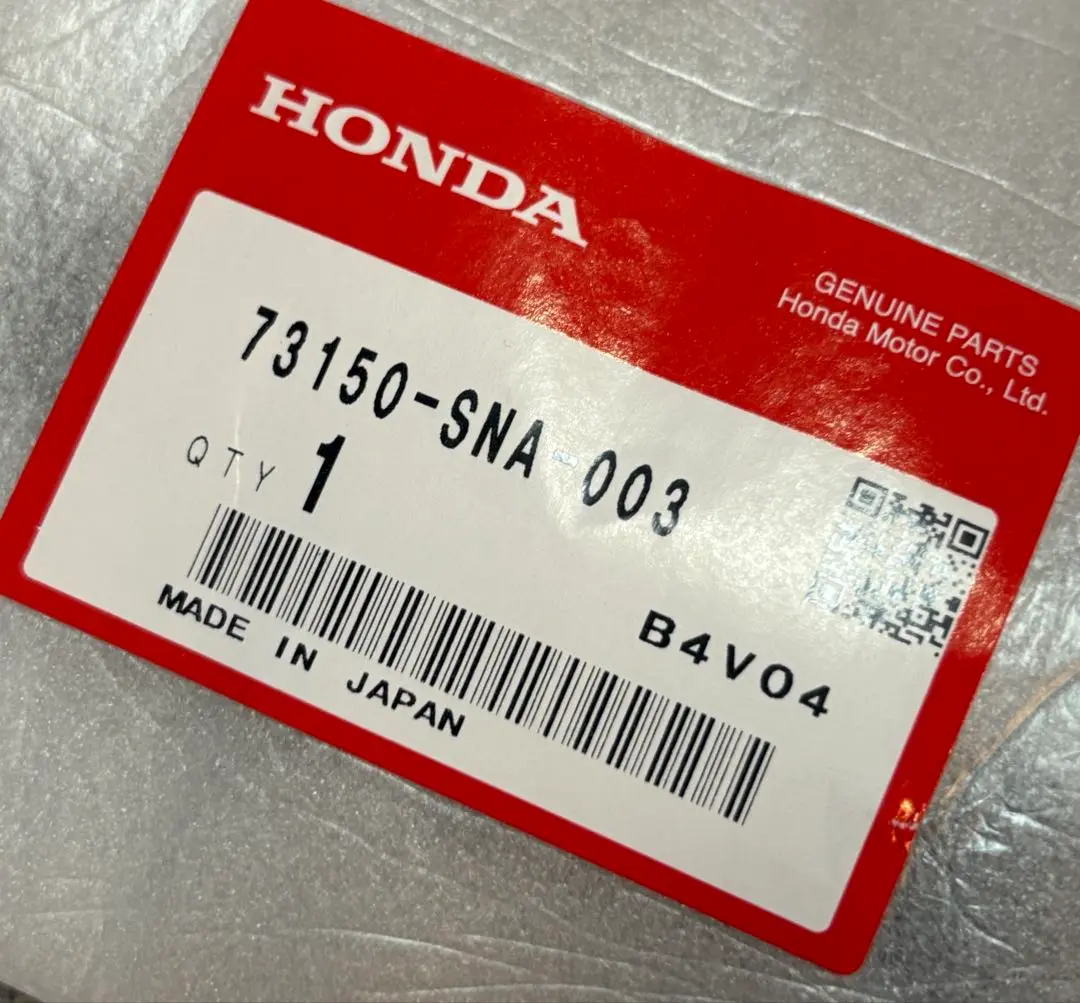 HONDA
GENUINE PARTS
Honda Motor Co., Ltd.
73150-SNA-003
QTY 1
B4V04
MADE IN JAPAN